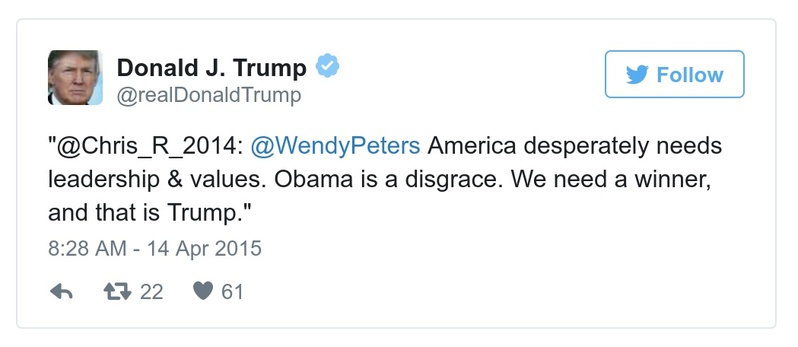 Donald J. Trump
@realDonaldTrump
Follow
"@Chris_R_2014: @WendyPeters America desperately needs
leadership & values. Obama is a disgrace. We need a winner,
and that is Trump."
8:28 AM - 14 Apr 2015
22 61